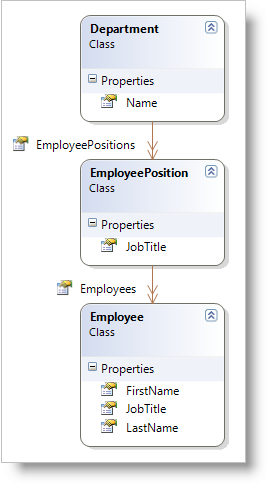 Department
Class
Properties
Name
EmployeePositions
EmployeePosition
Class
Properties
JobTitle
Employees
Employee
Class
Properties
FirstName
JobTitle
LastName